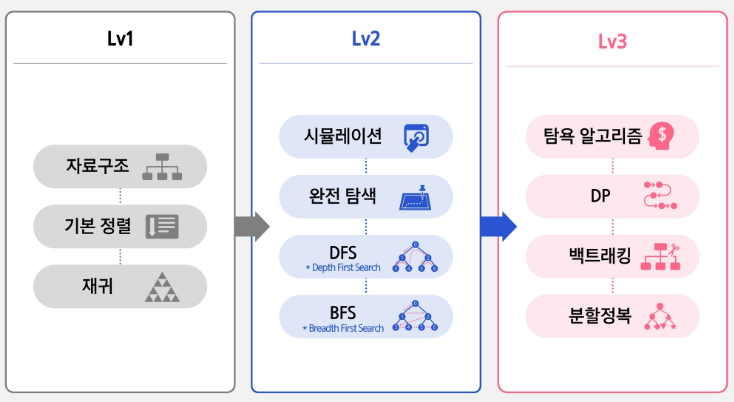 Lv1
자료구조
기본 정렬
재귀
Lv2
시뮬레이션
완전 탐색
DFS
* Depth First Search
BFS
* Breadth First Search
Lv3
탐욕 알고리즘
$
DP
백트래킹
분할정복